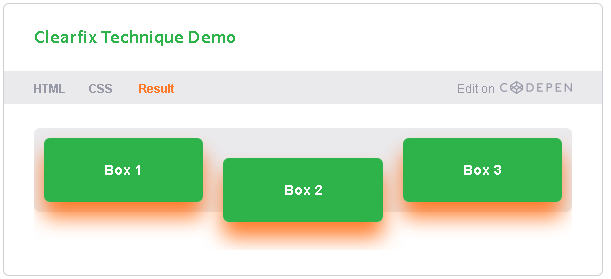 Clearfix Technique Demo
HTML CSS Result Edit on CODEPEN
Box 1 Box 2 Box 3